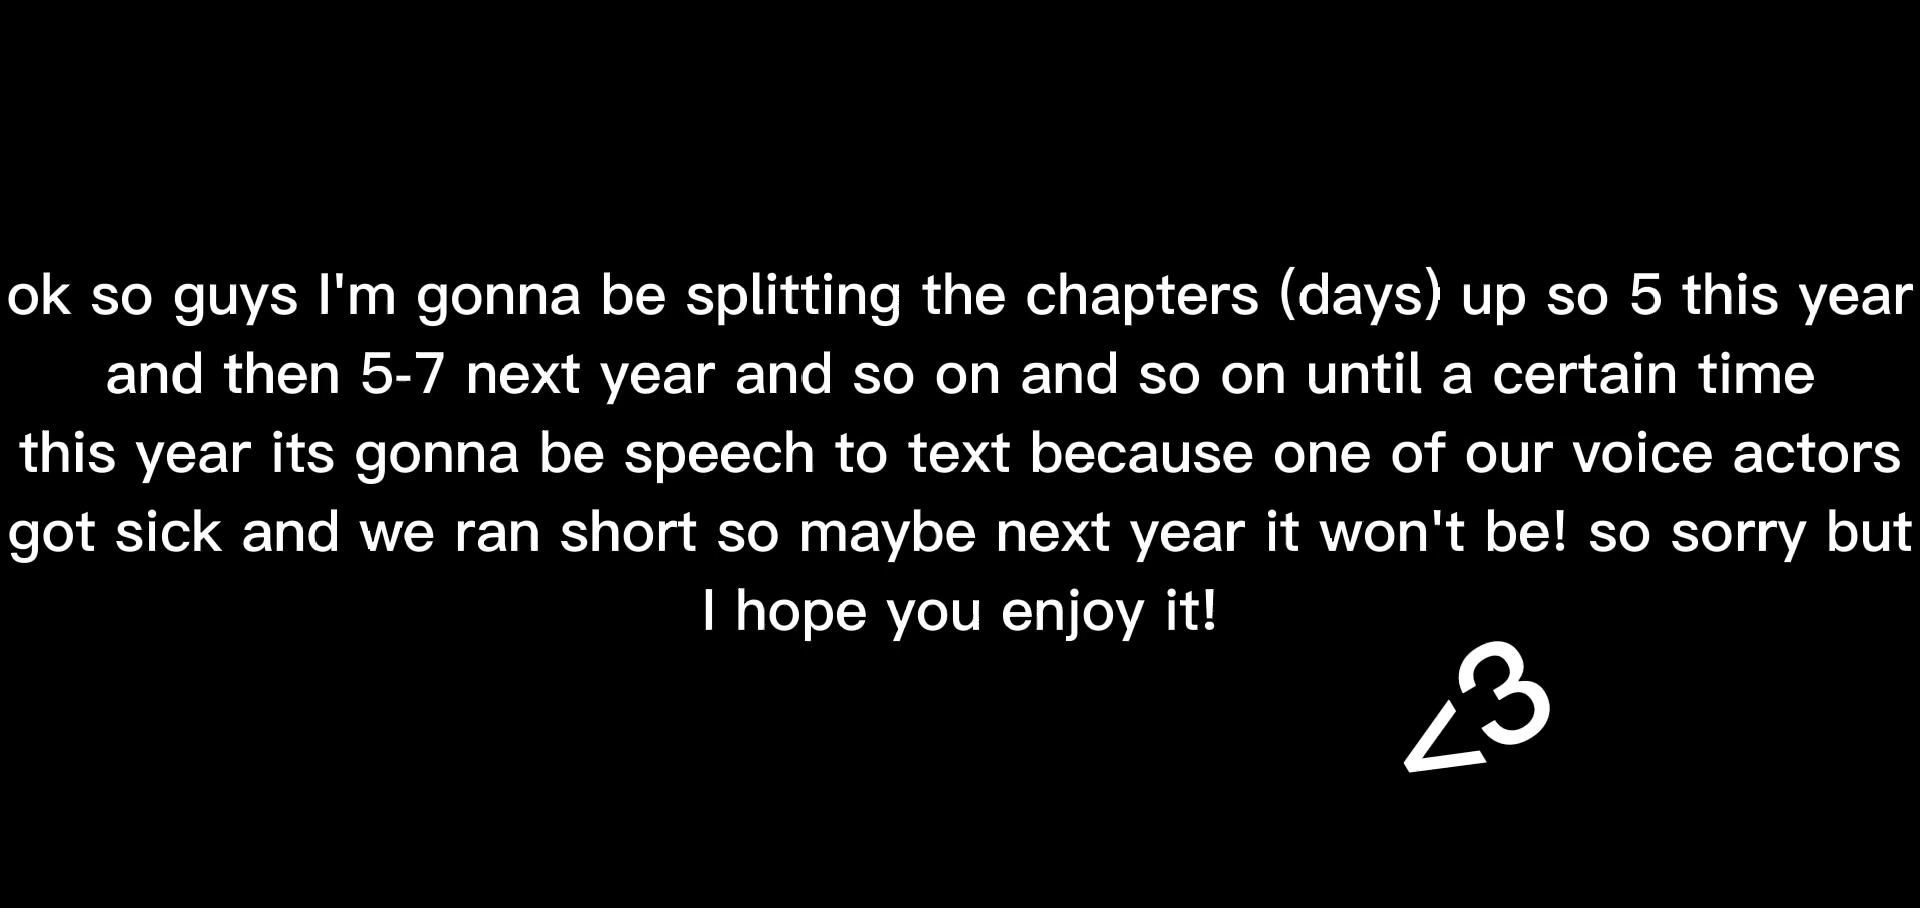 ok so guys I'm gonna be splitting the chapters (days) up so 5 this year
and then 5-7 next year and so on and so on until a certain time
this year its gonna be speech to text because one of our voice actors
got sick and we ran short so maybe next year it won't be! so sorry but
I hope you enjoy it!
<3